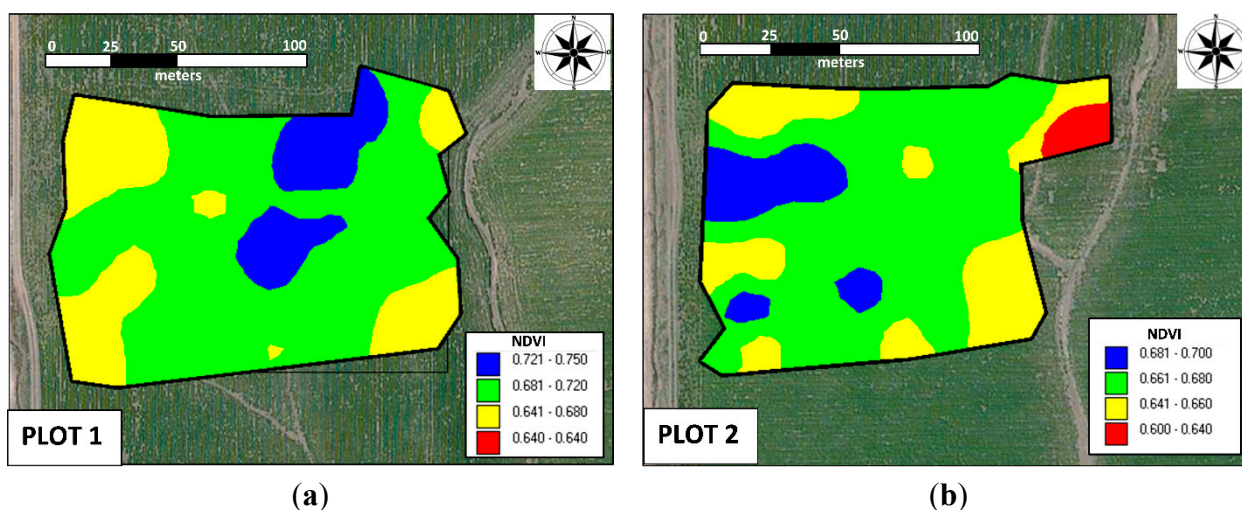 0 25 50 100
meters
N
W O
N
NDVI
0.721 - 0.750
0.681 - 0.720
0.641 - 0.680
0.640 - 0.640
PLOT 1
(a)
0 25 50 100
meters
N
N
NDVI
0.681 - 0.700
0.661 - 0.680
0.641 - 0.660
0.600 - 0.640
PLOT 2
(b)